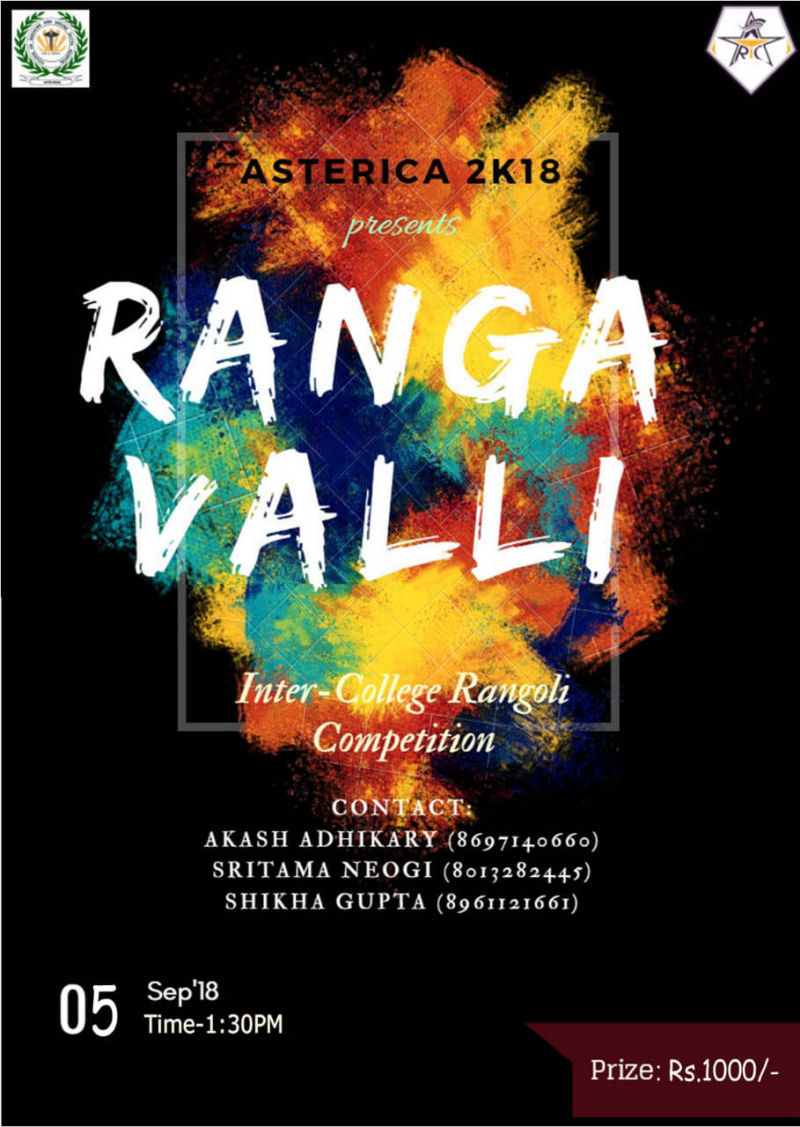 ASTERICA 2K18
presents
RANGA
VALLI
Inter-College Rangoli
Competition
CONTACT:
AKASH ADHIKARY (8697140660)
SRITAMA NEOGI (8013282445)
SHIKHA GUPTA (8961121661)
05
Sep'18
Time-1:30PM
Prize: Rs.1000/-